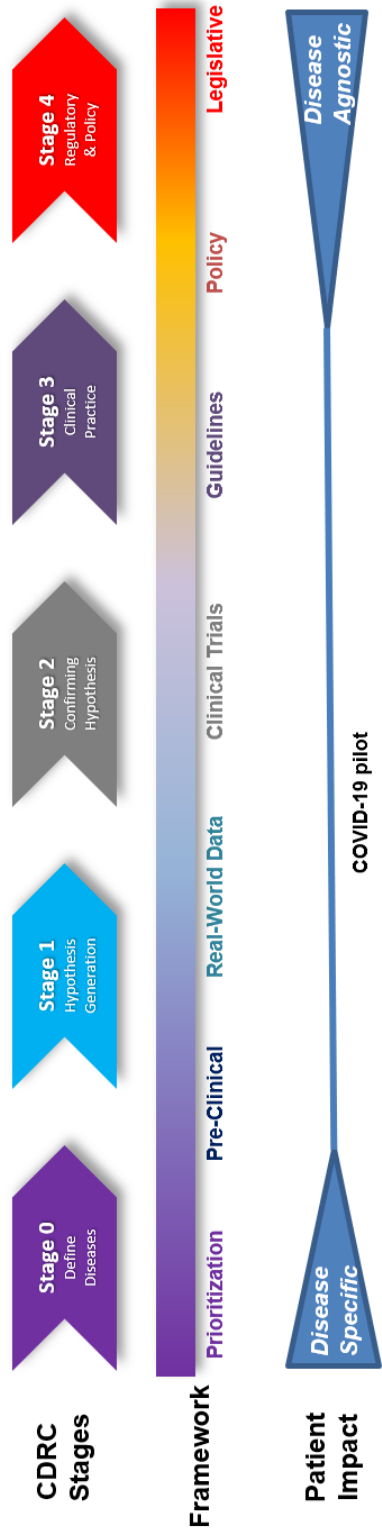 CDRC
Stages
Stage 0
Define
Diseases
Stage 1
Hypothesis
Generation
Stage 2
Confirming
Hypothesis
Stage 3
Clinical
Practice
Stage 4
Regulatory
& Policy
Framework
Prioritization
Pre-Clinical
Real-World Data
Clinical Trials
Guidelines
Policy
Legislative
Patient
Impact
Disease
Specific
COVID-19 pilot
Disease
Agnostic